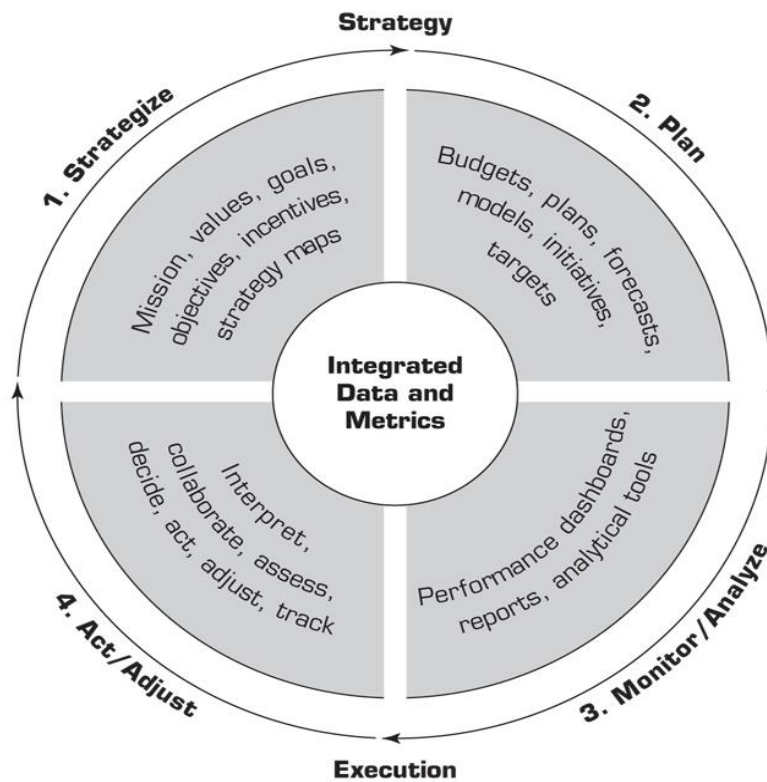 Strategy
1. Strategize
2. Plan
Mission, values, goals,
objectives, incentives,
strategy maps
Budgets, plans, forecasts,
models, initiatives,
targets
Integrated
Data and
Metrics
Interpret,
collaborate, assess,
decide, act, adjust, track
Performance dashboards,
reports, analytical tools
4. Act/Adjust
3. Monitor/Analyze
Execution